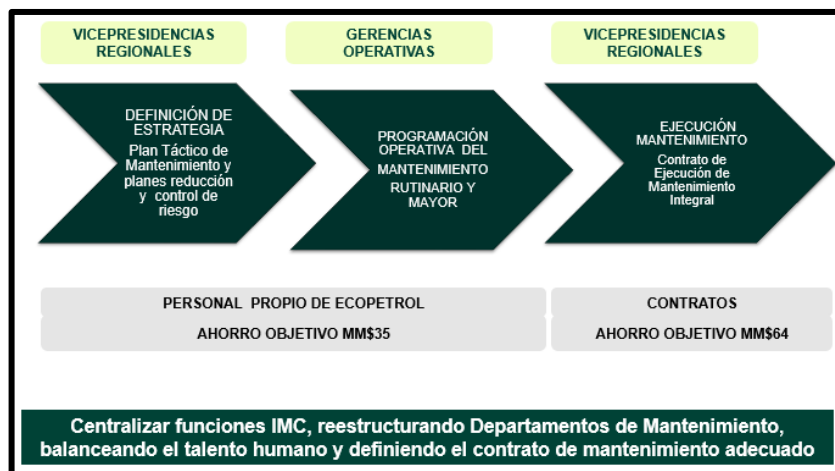 VICEPRESIDENCIAS
REGIONALES
GERENCIAS
OPERATIVAS
VICEPRESIDENCIAS
REGIONALES
DEFINICIÓN DE
ESTRATEGIA
Plan Táctico de
Mantenimiento y
planes reducción
y control de
riesgo
PROGRAMACIÓN
OPERATIVA DEL
MANTENIMIENTO
RUTINARIO Y
MAYOR
EJECUCIÓN
MANTENIMIENTO
Contrato de
Ejecución de
Mantenimiento
Integral
PERSONAL PROPIO DE ECOPETROL
AHORRO OBJETIVO MM$35
CONTRATOS
AHORRO OBJETIVO MM$64
Centralizar funciones IMC, reestructurando Departamentos de Mantenimiento,
balanceando el talento humano y definiendo el contrato de mantenimiento adecuado